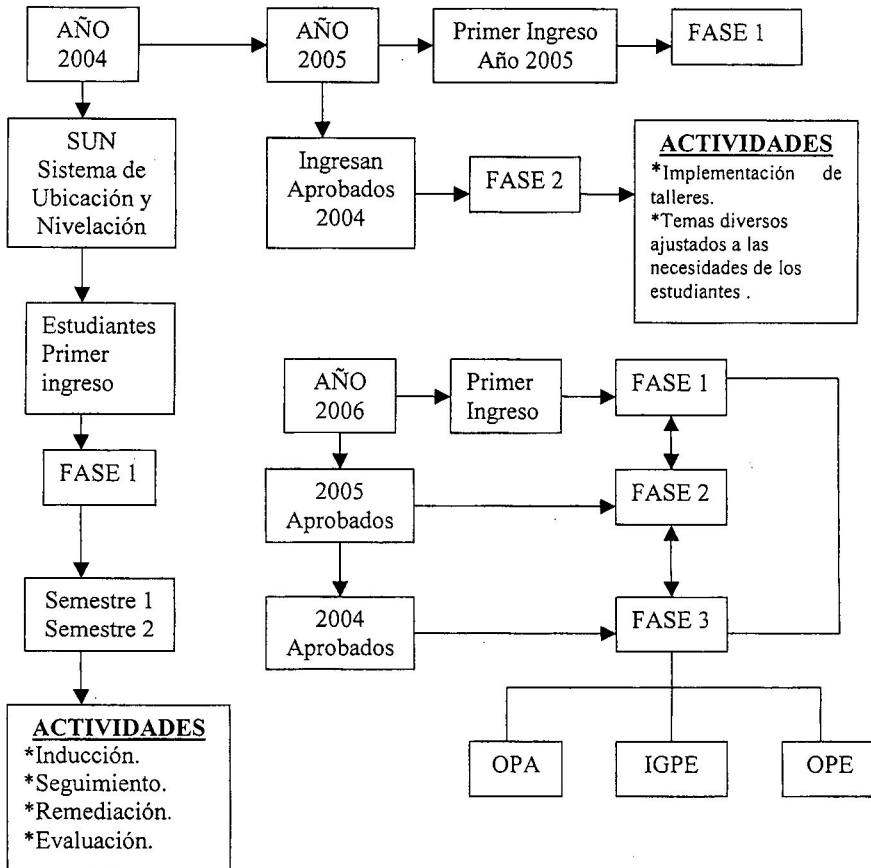 AÑO
2004
AÑO
2005
Primer Ingreso
Año 2005
FASE 1
SUN
Sistema de
Ubicación y
Nivelación
Ingresan
Aprobados
2004
FASE 2
ACTIVIDADES
*Implementación de
talleres.
*Temas diversos
ajustados a las
necesidades de los
estudiantes .
Estudiantes
Primer
ingreso
FASE 1
Semestre 1
Semestre 2
ACTIVIDADES
*Inducción.
*Seguimiento.
*Remediación.
*Evaluación.
AÑO
2006
Primer
Ingreso
FASE 1
2005
Aprobados
FASE 2
2004
Aprobados
FASE 3
OPA
IGPE
OPE